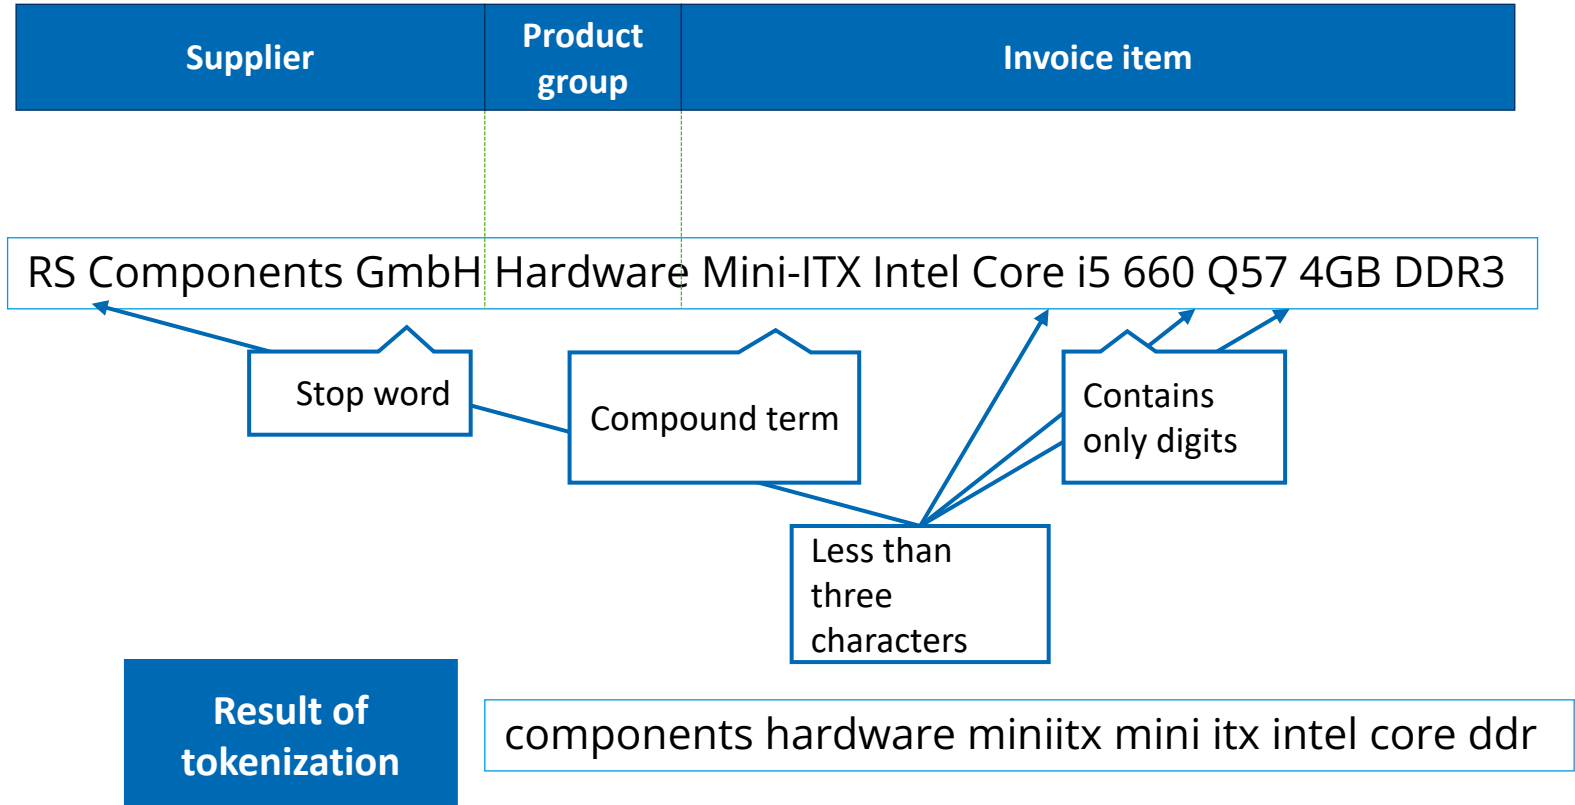 Supplier
Product
group
Invoice item
RS Components GmbH Hardware Mini-ITX Intel Core i5 660 Q57 4GB DDR3
Stop word
Compound term
Contains
only digits
Less than
three
characters
Result of
tokenization
components hardware miniitx mini itx intel core ddr